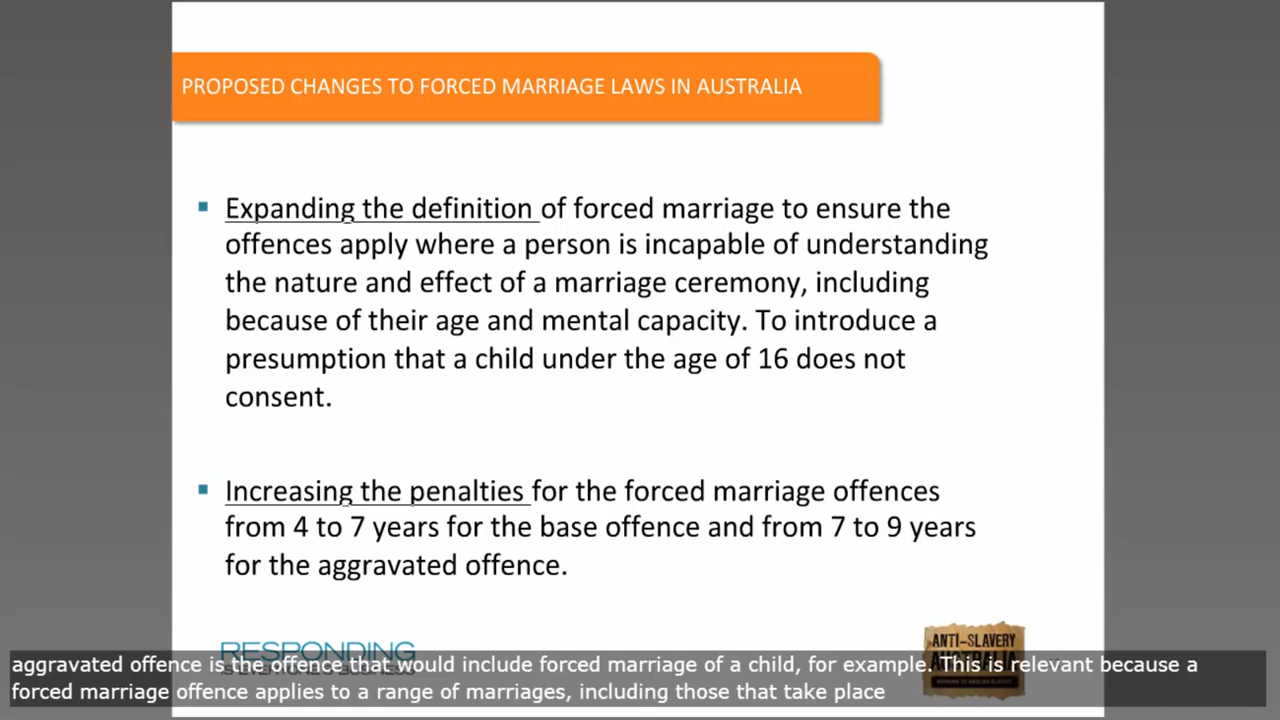 PROPOSED CHANGES TO FORCED MARRIAGE LAWS IN AUSTRALIA
Expanding the definition of forced marriage to ensure the
offences apply where a person is incapable of understanding
the nature and effect of a marriage ceremony, including
because of their age and mental capacity. To introduce a
presumption that a child under the age of 16 does not
consent.
Increasing the penalties for the forced marriage offences
from 4 to 7 years for the base offence and from 7 to 9 years
for the aggravated offence.
RESPONDING
ANTI-SLAVERY
aggravated offence is the offence that would include forced marriage of a child, for example. This is relevant because a
forced marriage offence applies to a range of marriages, including those that take place